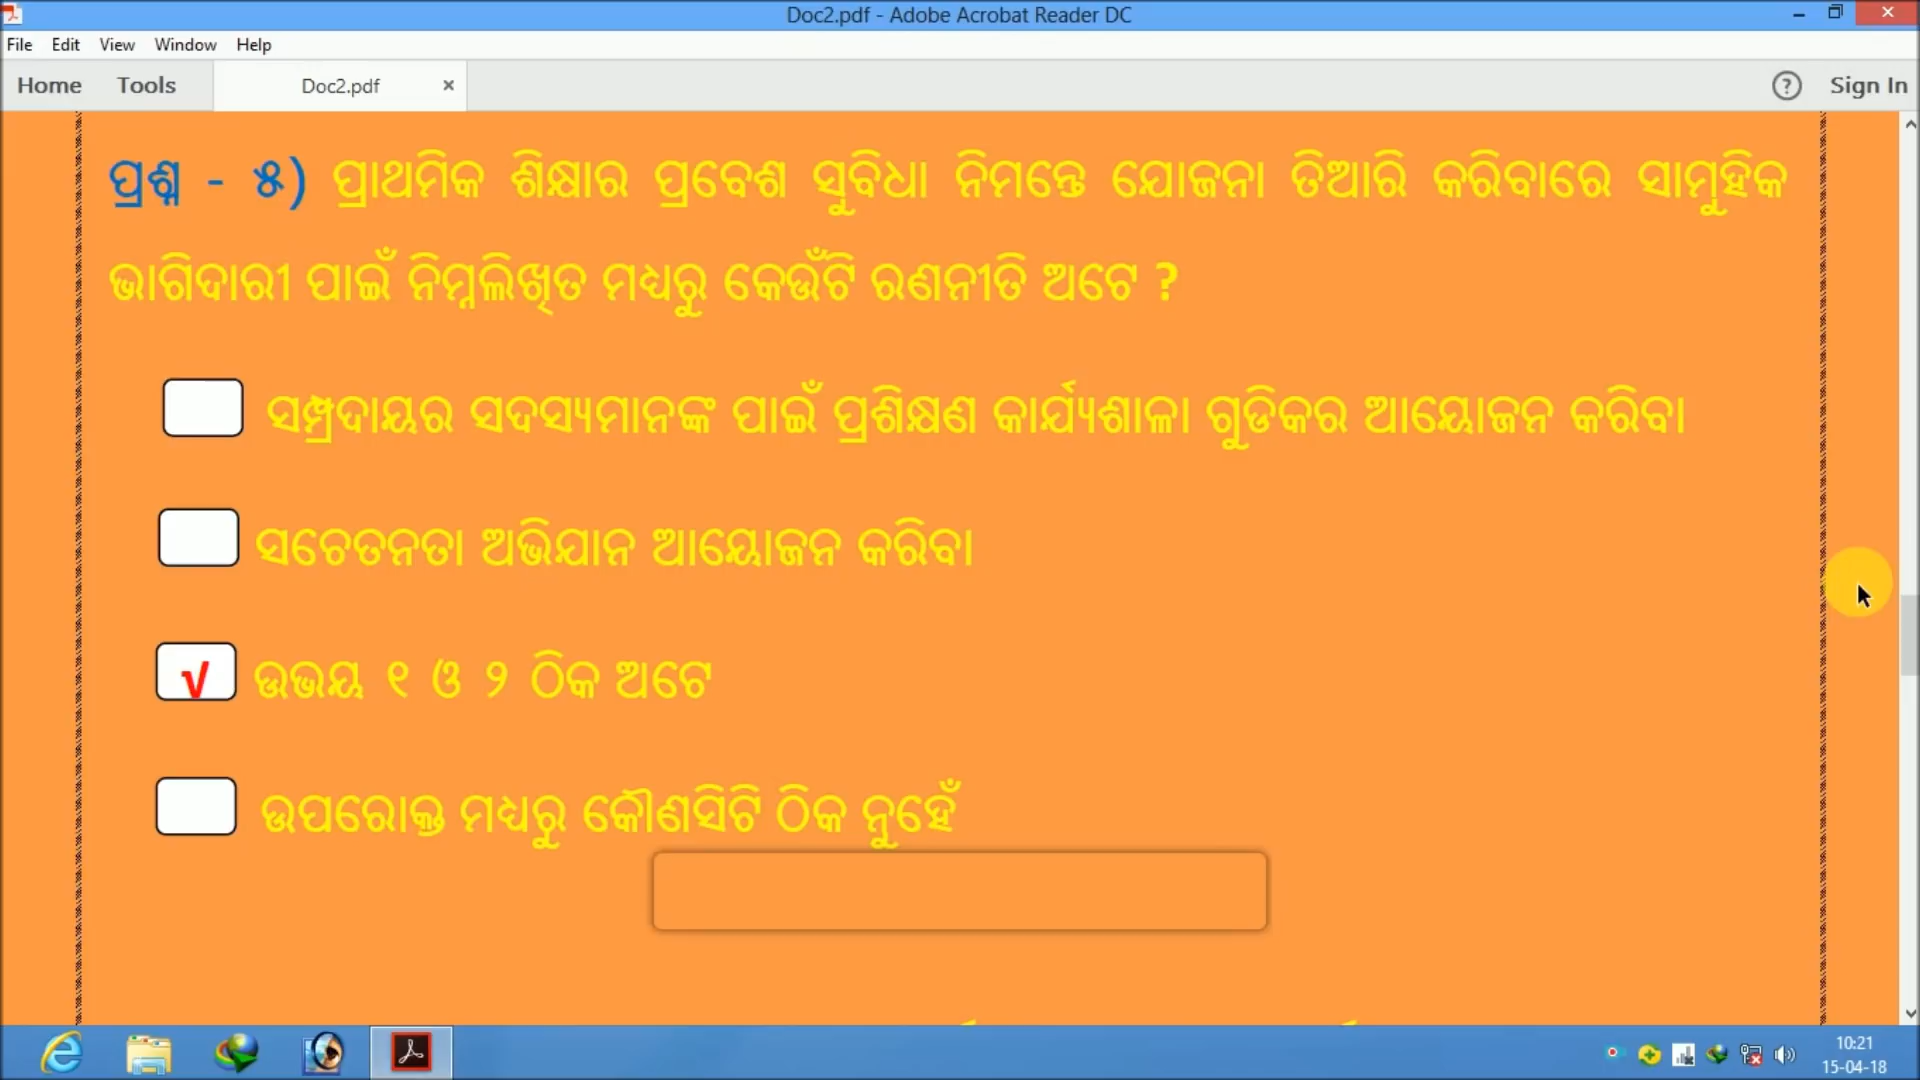 Doc2.pdf - Adobe Acrobat Reader DC
File Edit View Window Help
Home Tools Doc2.pdf × ? Sign In
ପ୍ରଶ୍ନ - ୫) ପ୍ରାଥମିକ ଶିକ୍ଷାର ପ୍ରବେଶ ସୁବିଧା ନିମନ୍ତେ ଯୋଜନା ତିଆରି କରିବାରେ ସାମୁହିକ
ଭାଗିଦାରୀ ପାଇଁ ନିମ୍ନଲିଖିତ ମଧ୍ୟରୁ କେଉଁଟି ରଣନୀତି ଅଟେ ?
ସମ୍ପ୍ରଦାୟର ସଦସ୍ୟମାନଙ୍କ ପାଇଁ ପ୍ରଶିକ୍ଷଣ କାର୍ଯ୍ୟଶାଳା ଗୁଡିକର ଆୟୋଜନ କରିବା
ସଚେତନତା ଅଭିଯାନ ଆୟୋଜନ କରିବା
√ ଉଭୟ ୧ ଓ ୨ ଠିକ ଅଟେ
ଉପରୋକ୍ତ ମଧ୍ୟରୁ କୌଣସିଟି ଠିକ ନୁହେଁ
10:21
15-04-18